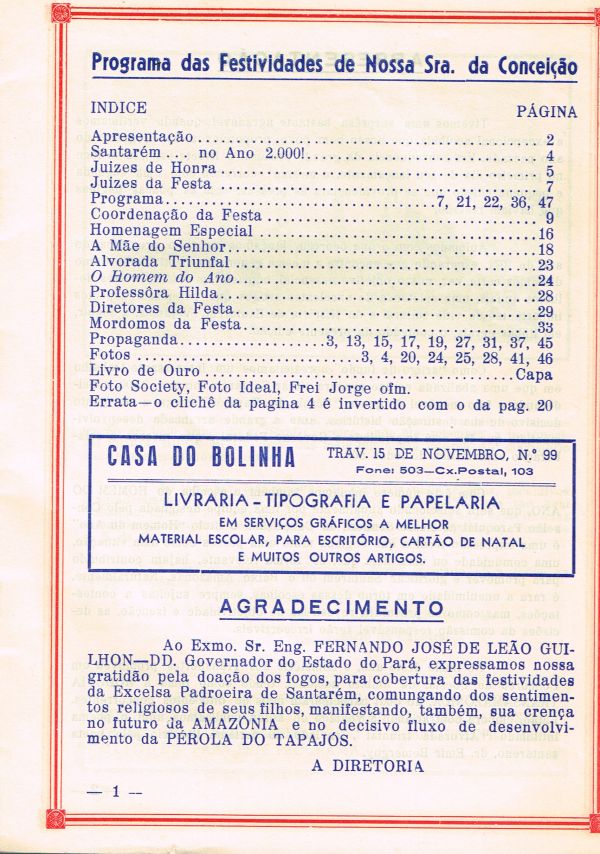 Programa das Festividades de Nossa Sra. da Conceição
INDICE PÁGINA
Apresentação........................................ 2
Santarém... no Ano 2.000!........................... 4
Juizes de Honra..................................... 5
Juizes da Festa .................................... 7
Programa..............................7, 21, 22, 36, 47
Coordenação da Festa ............................... 9
Homenagem Especial .................................16
A Mãe do Senhor.....................................18
Alvorada Triunfal ..................................23
O Homem do Ano......................................24
Professôra Hilda....................................28
Diretores da Festa..................................29
Mordomos da Festa...................................33
Propaganda................3, 13, 15, 17, 19, 27, 31, 37, 45
Fotos .........................3, 4, 20, 24, 25, 28, 41, 46
Livro de Ouro .....................................Capa
Foto Society, Foto Ideal, Frei Jorge ofm.
Errata—o clichê da pagina 4 é invertido com o da pag. 20
CASA DO BOLINHA TRAV. 15 DE NOVEMBRO, N.º 99
Fone: 503—Cx.Postal, 103
LIVRARIA - TIPOGRAFIA E PAPELARIA
EM SERVIÇOS GRÁFICOS A MELHOR
MATERIAL ESCOLAR, PARA ESCRITÓRIO, CARTÃO DE NATAL
E MUITOS OUTROS ARTIGOS.
AGRADECIMENTO
Ao Exmo. Sr. Eng. FERNANDO JOSÉ DE LEÃO GUI-
LHON—DD. Governador do Estado do Pará, expressamos nossa
gratidão pela doação dos fogos, para cobertura das festividades
da Excelsa Padroeira de Santarém, comungando dos sentimen-
tos religiosos de seus filhos, manifestando, também, sua crença
no futuro da AMAZÔNIA e no decisivo fluxo de desenvolvi-
mento da PÉROLA DO TAPAJÓS.
A DIRETORIA
— 1 --